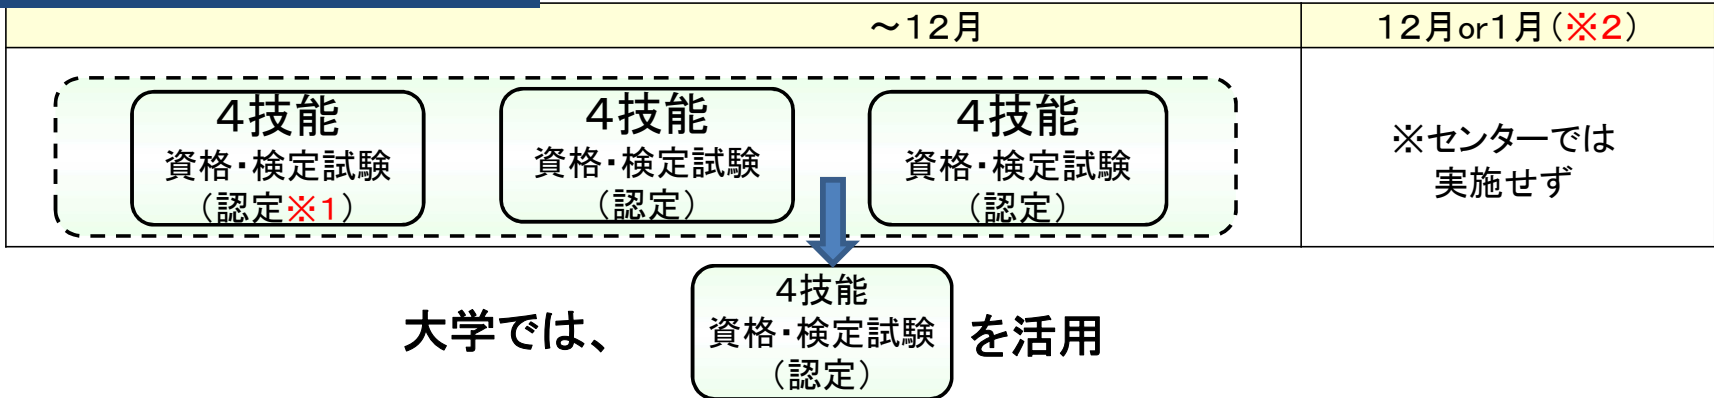 ～12月
12月or1月(※2)
4技能
資格・検定試験
(認定※1)
4技能
資格・検定試験
(認定)
4技能
資格・検定試験
(認定)
※センターでは
実施せず
大学では、
4技能
資格・検定試験
(認定)
を活用